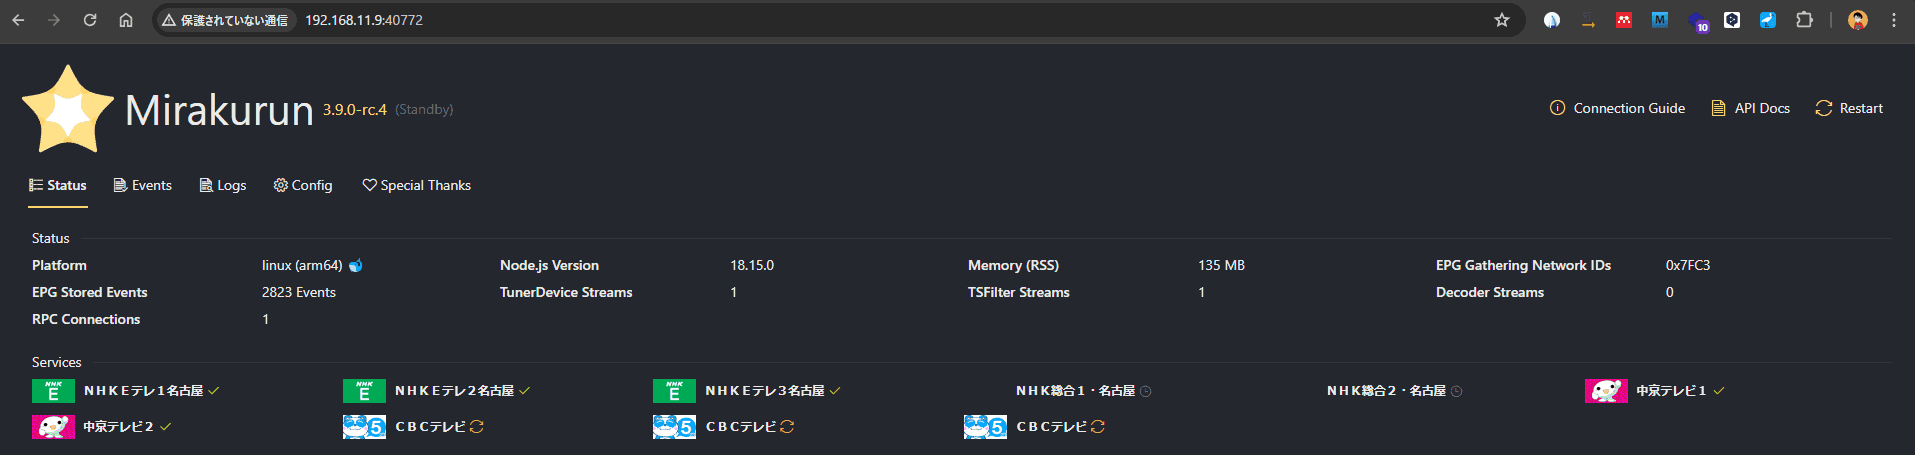 保護されていない通信 192.168.11.9:40772
10
Mirakurun 3.9.0-rc.4 (Standby)
Connection Guide API Docs Restart
Status Events Logs Config Special Thanks
Status
Platform linux (arm64) Node.js Version 18.15.0 Memory (RSS) 135 MB EPG Gathering Network IDs 0x7FC3
EPG Stored Events 2823 Events TunerDevice Streams 1 TSFilter Streams 1 Decoder Streams 0
RPC Connections 1
Services
NHK E ＮＨＫＥテレ１名古屋 NHK E ＮＨＫＥテレ２名古屋 NHK E ＮＨＫＥテレ３名古屋 ＮＨＫ総合１・名古屋 ＮＨＫ総合２・名古屋 中京テレビ１
中京テレビ２ 5 ＣＢＣテレビ 5 ＣＢＣテレビ 5 ＣＢＣテレビ